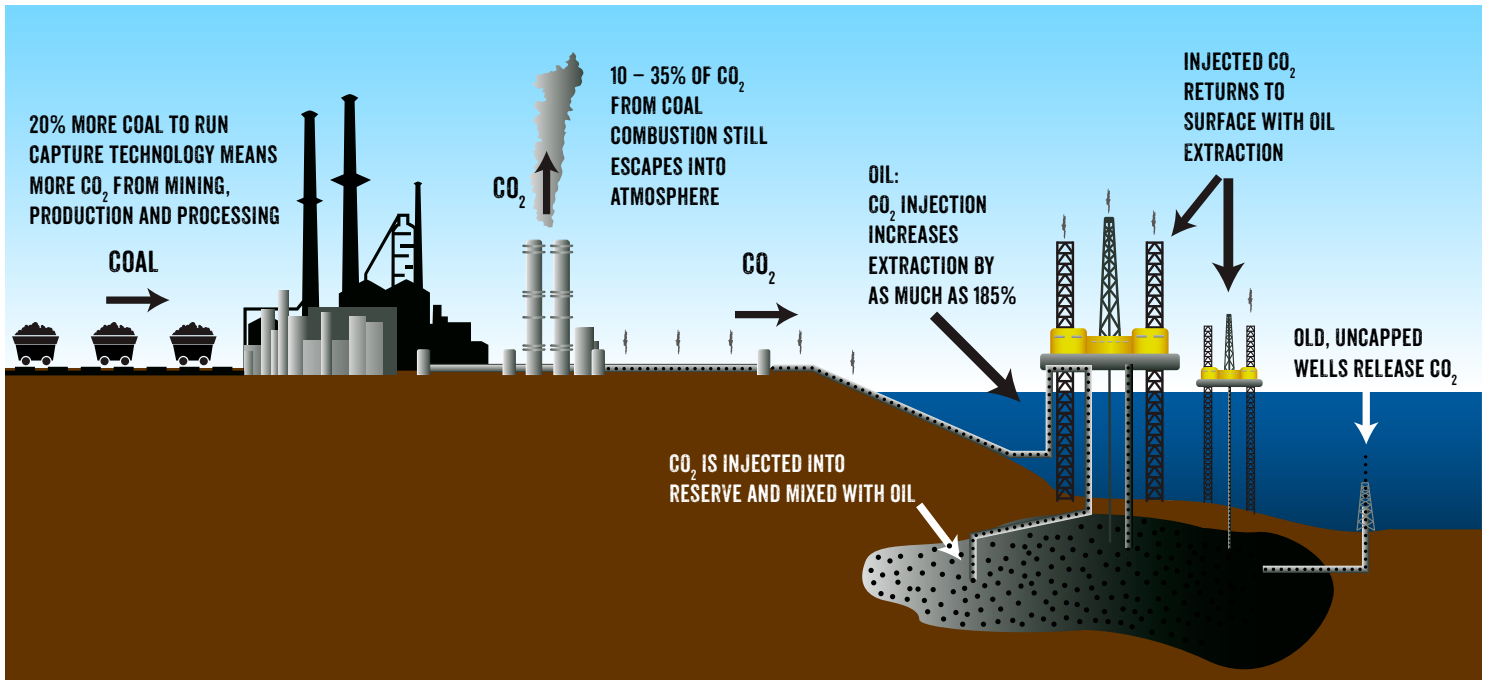 20% MORE COAL TO RUN
CAPTURE TECHNOLOGY MEANS
MORE CO₂ FROM MINING,
PRODUCTION AND PROCESSING
COAL
CO₂
10 – 35% OF CO₂
FROM COAL
COMBUSTION STILL
ESCAPES INTO
ATMOSPHERE
CO₂
OIL:
CO₂ INJECTION
INCREASES
EXTRACTION BY
AS MUCH AS 185%
INJECTED CO₂
RETURNS TO
SURFACE WITH OIL
EXTRACTION
OLD, UNCAPPED
WELLS RELEASE CO₂
CO₂ IS INJECTED INTO
RESERVE AND MIXED WITH OIL